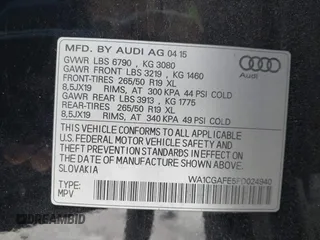 MFD. BY AUDI AG 04 15
GVWR LBS 6790 , KG 3080
GAWR FRONT LBS 3219 , KG 1460
FRONT-TIRES 265/50 R19 XL
8,5JX19 RIMS, AT 300 KPA 44 PSI COLD
GAWR REAR LBS 3913 , KG 1775
REAR-TIRES 265/50 R19 XL
8,5JX19 RIMS, AT 340 KPA 49 PSI COLD
Audi
THIS VEHICLE CONFORMS TO ALL APPLICABLE
U.S. FEDERAL MOTOR VEHICLE SAFETY AND
THEFT PREVENTION STANDARDS IN EFFECT ON
THE DATE OF MANUFACTURE SHOWN ABOVE.
SLOVAKIA
TYPE:
MPV
DREAMBID